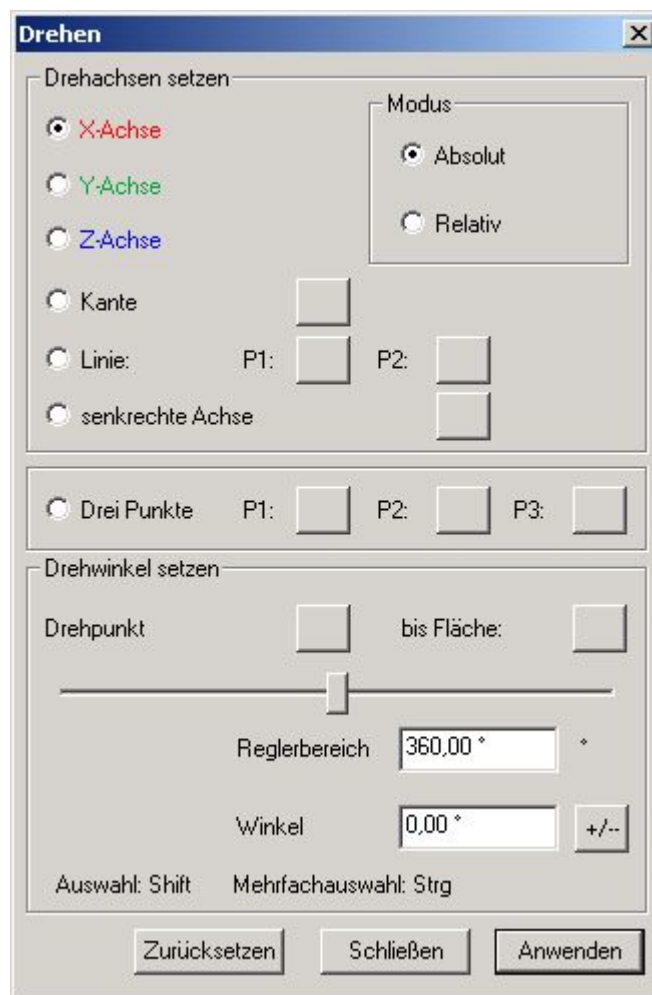 Drehen
Drehachsen setzen
Modus
X-Achse
Absolut
Y-Achse
Relativ
Z-Achse
Kante
Linie: P1: P2:
senkrechte Achse
Drei Punkte P1: P2: P3:
Drehwinkel setzen
Drehpunkt bis Fläche:
Reglerbereich 360,00 ° °
Winkel 0,00 ° +/--
Auswahl: Shift Mehrfachauswahl: Strg
Zurücksetzen Schließen Anwenden